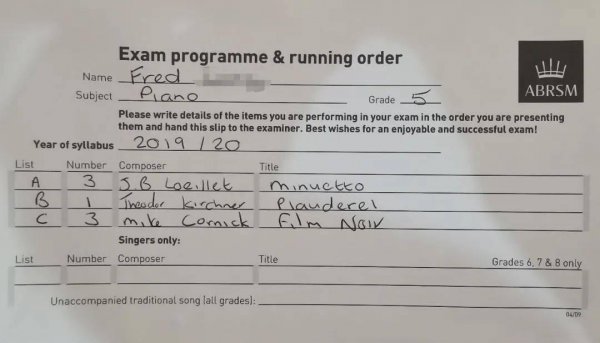 Exam programme & running order
ABRSM
Name Fred
Subject Piano Grade 5
Please write details of the items you are performing in your exam in the order you are presenting
them and hand this slip to the examiner. Best wishes for an enjoyable and successful exam!
Year of syllabus 2019 / 20
List Number Composer Title
A 3 J.B Loeillet minuetto
B 1 Theodor Kirchner Plauderei
C 3 mike Cornick Film Noir
Singers only:
List Number Composer Title Grades 6, 7 & 8 only
Unaccompanied traditional song (all grades):
04/09